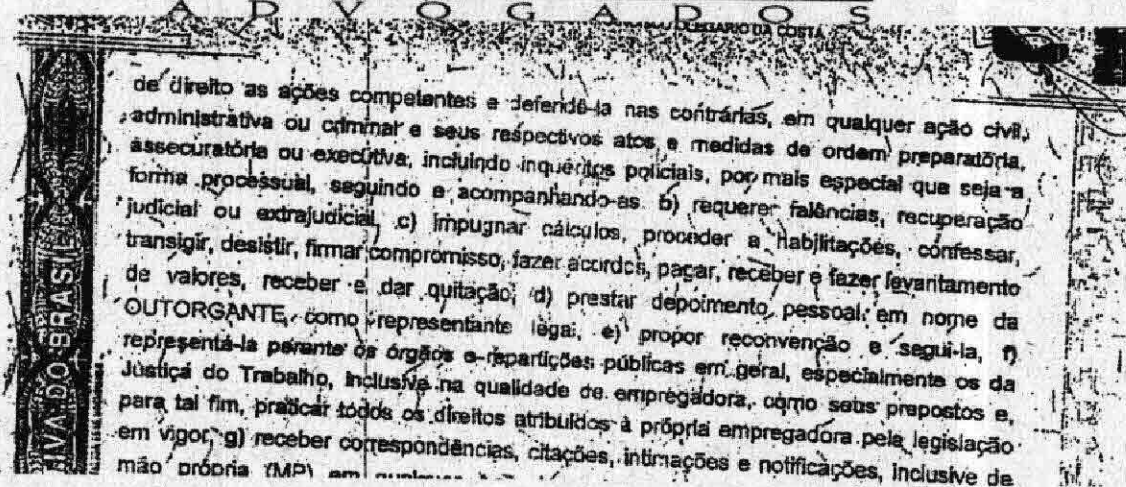 ADVOGADOS
DA COSTA
de direito as ações competentes e defendê-la nas contrárias, em qualquer ação civil,
administrativa ou criminal e seus respectivos atos e medidas de ordem preparatória,
assecuratória ou executiva, incluindo inquéritos policiais, por mais especial que seja a
forma processual, seguindo e acompanhando-as. b) requerer falências, recuperação
judicial ou extrajudicial, c) impugnar cálculos, proceder a habilitações, confessar,
transigir, desistir, firmar compromisso, fazer acordos, pagar, receber e fazer levantamento
de valores, receber e dar quitação, d) prestar depoimento pessoal em nome da
OUTORGANTE, como representante legal, e) propor reconvenção e segui-la, f)
representá-la perante os órgãos e repartições públicas em geral, especialmente os da
Justiça do Trabalho, inclusive na qualidade de empregadora, como seus prepostos e,
para tal fim, praticar todos os direitos atribuídos à própria empregadora pela legislação
em vigor, g) receber correspondências, citações, intimações e notificações, inclusive de
mão própria (MP) em
VADO BRASILE